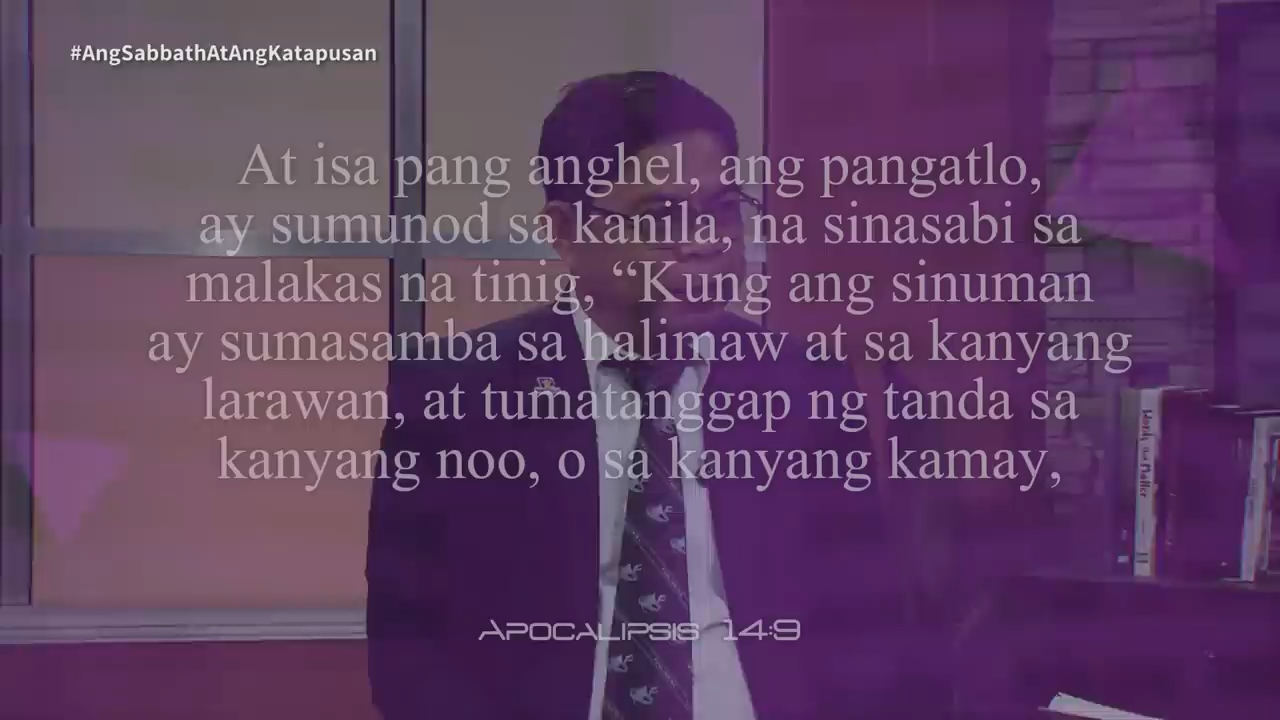 #AngSabbathAtAngKatapusan
At isa pang anghel, ang pangatlo,
ay sumunod sa kanila, na sinasabi sa
malakas na tinig, “Kung ang sinuman
ay sumasamba sa halimaw at sa kanyang
larawan, at tumatanggap ng tanda sa
kanyang noo, o sa kanyang kamay,
APOCALIPSIS 14:9